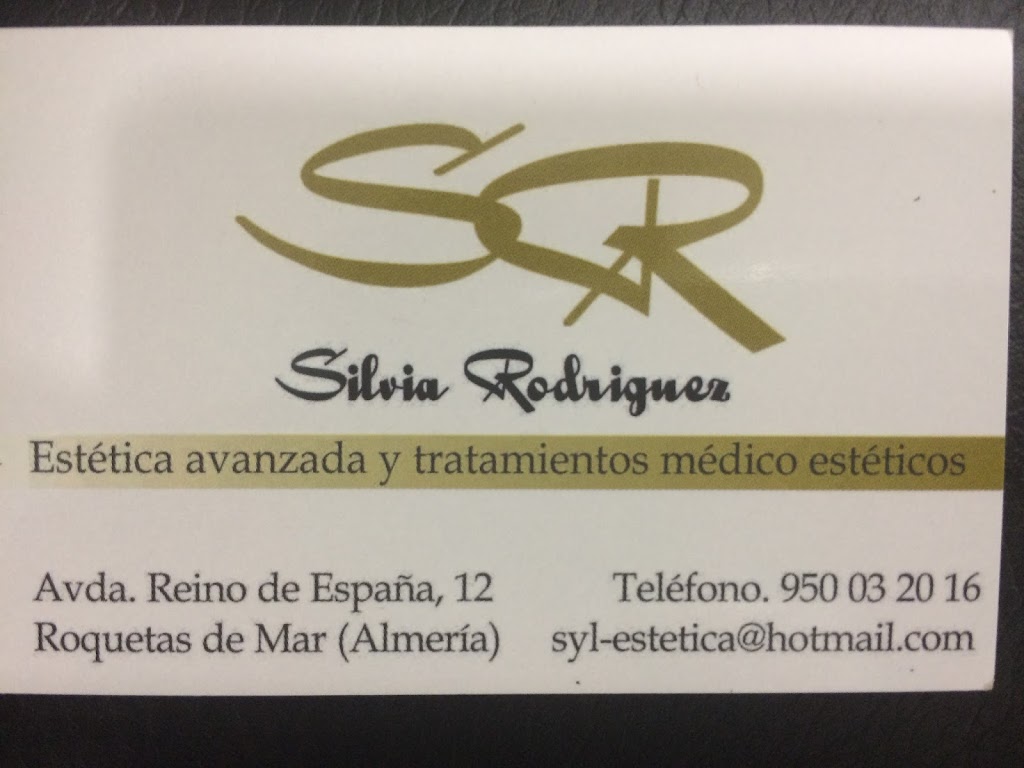 SR
Silvia Rodriguez
Estética avanzada y tratamientos médico estéticos
Avda. Reino de España, 12
Roquetas de Mar (Almería)
Teléfono. 950 03 20 16
syl-estetica@hotmail.com